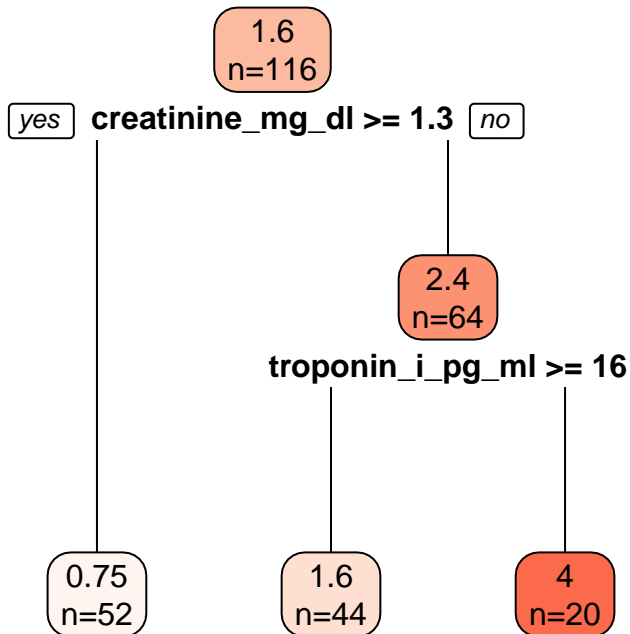 1.6
n=116
yes creatinine_mg_dl >= 1.3 no
2.4
n=64
troponin_i_pg_ml >= 16
0.75
n=52
1.6
n=44
4
n=20